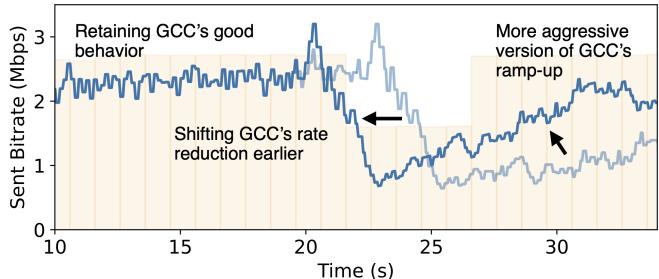 Retaining GCC's good
behavior
More aggressive
version of GCC's
ramp-up
Shifting GCC's rate
reduction earlier
Sent Bitrate (Mbps)
3
2
1
0
10
15
20
25
30
Time (s)